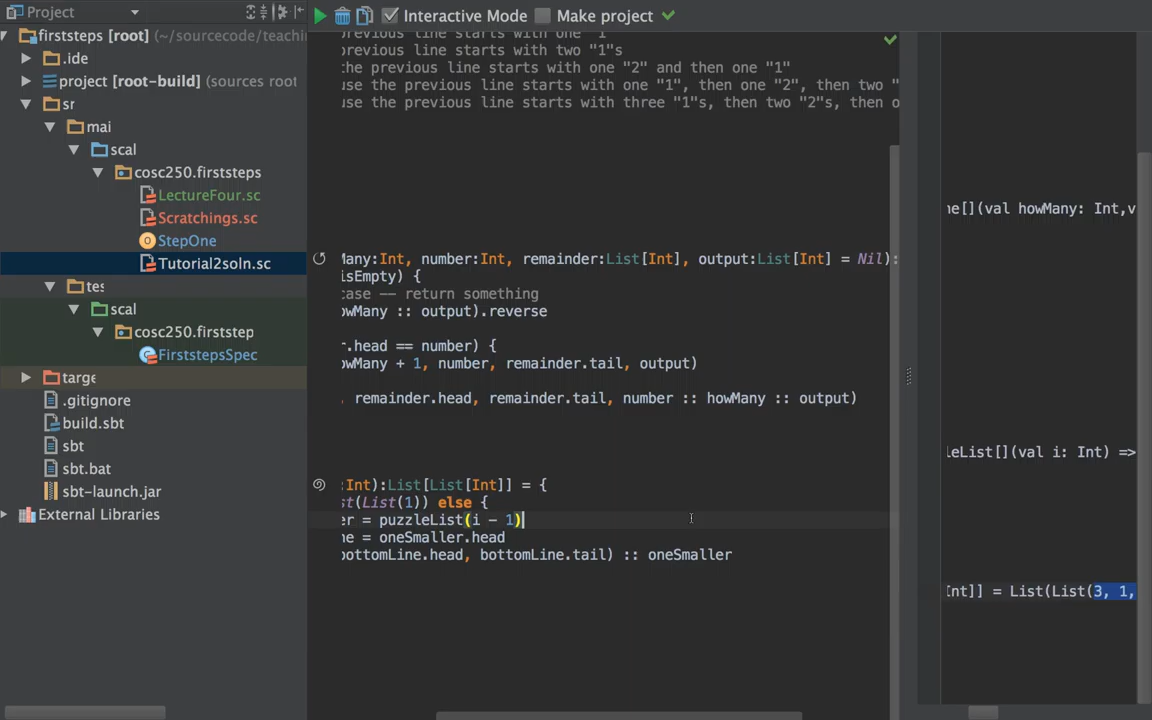 Project
Interactive Mode
Make project
firststeps [root] (~/sourcecode/teachi
.ide
project [root-build] (sources root
sr
mai
scal
cosc250.firststeps
LectureFour.sc
Scratchings.sc
StepOne
Tutorial2soln.sc
tes
scal
cosc250.firststep
FirststepsSpec
targe
.gitignore
build.sbt
sbt
sbt.bat
sbt-launch.jar
External Libraries
previous line starts with one "1"
previous line starts with two "1"s
the previous line starts with one "2" and then one "1"
use the previous line starts with one "1", then one "2", then two "
use the previous line starts with three "1"s, then two "2"s, then o
Many:Int, number:Int, remainder:List[Int], output:List[Int] = Nil):
isEmpty) {
case -- return something
owMany :: output).reverse
r.head == number) {
owMany + 1, number, remainder.tail, output)
, remainder.head, remainder.tail, number :: howMany :: output)
:Int):List[List[Int]] = {
st(List(1)) else {
er = puzzleList(i - 1)
ne = oneSmaller.head
bottomLine.head, bottomLine.tail) :: oneSmaller
ne[](val howMany: Int,v
leList[](val i: Int) =>
Int]] = List(List(3, 1,